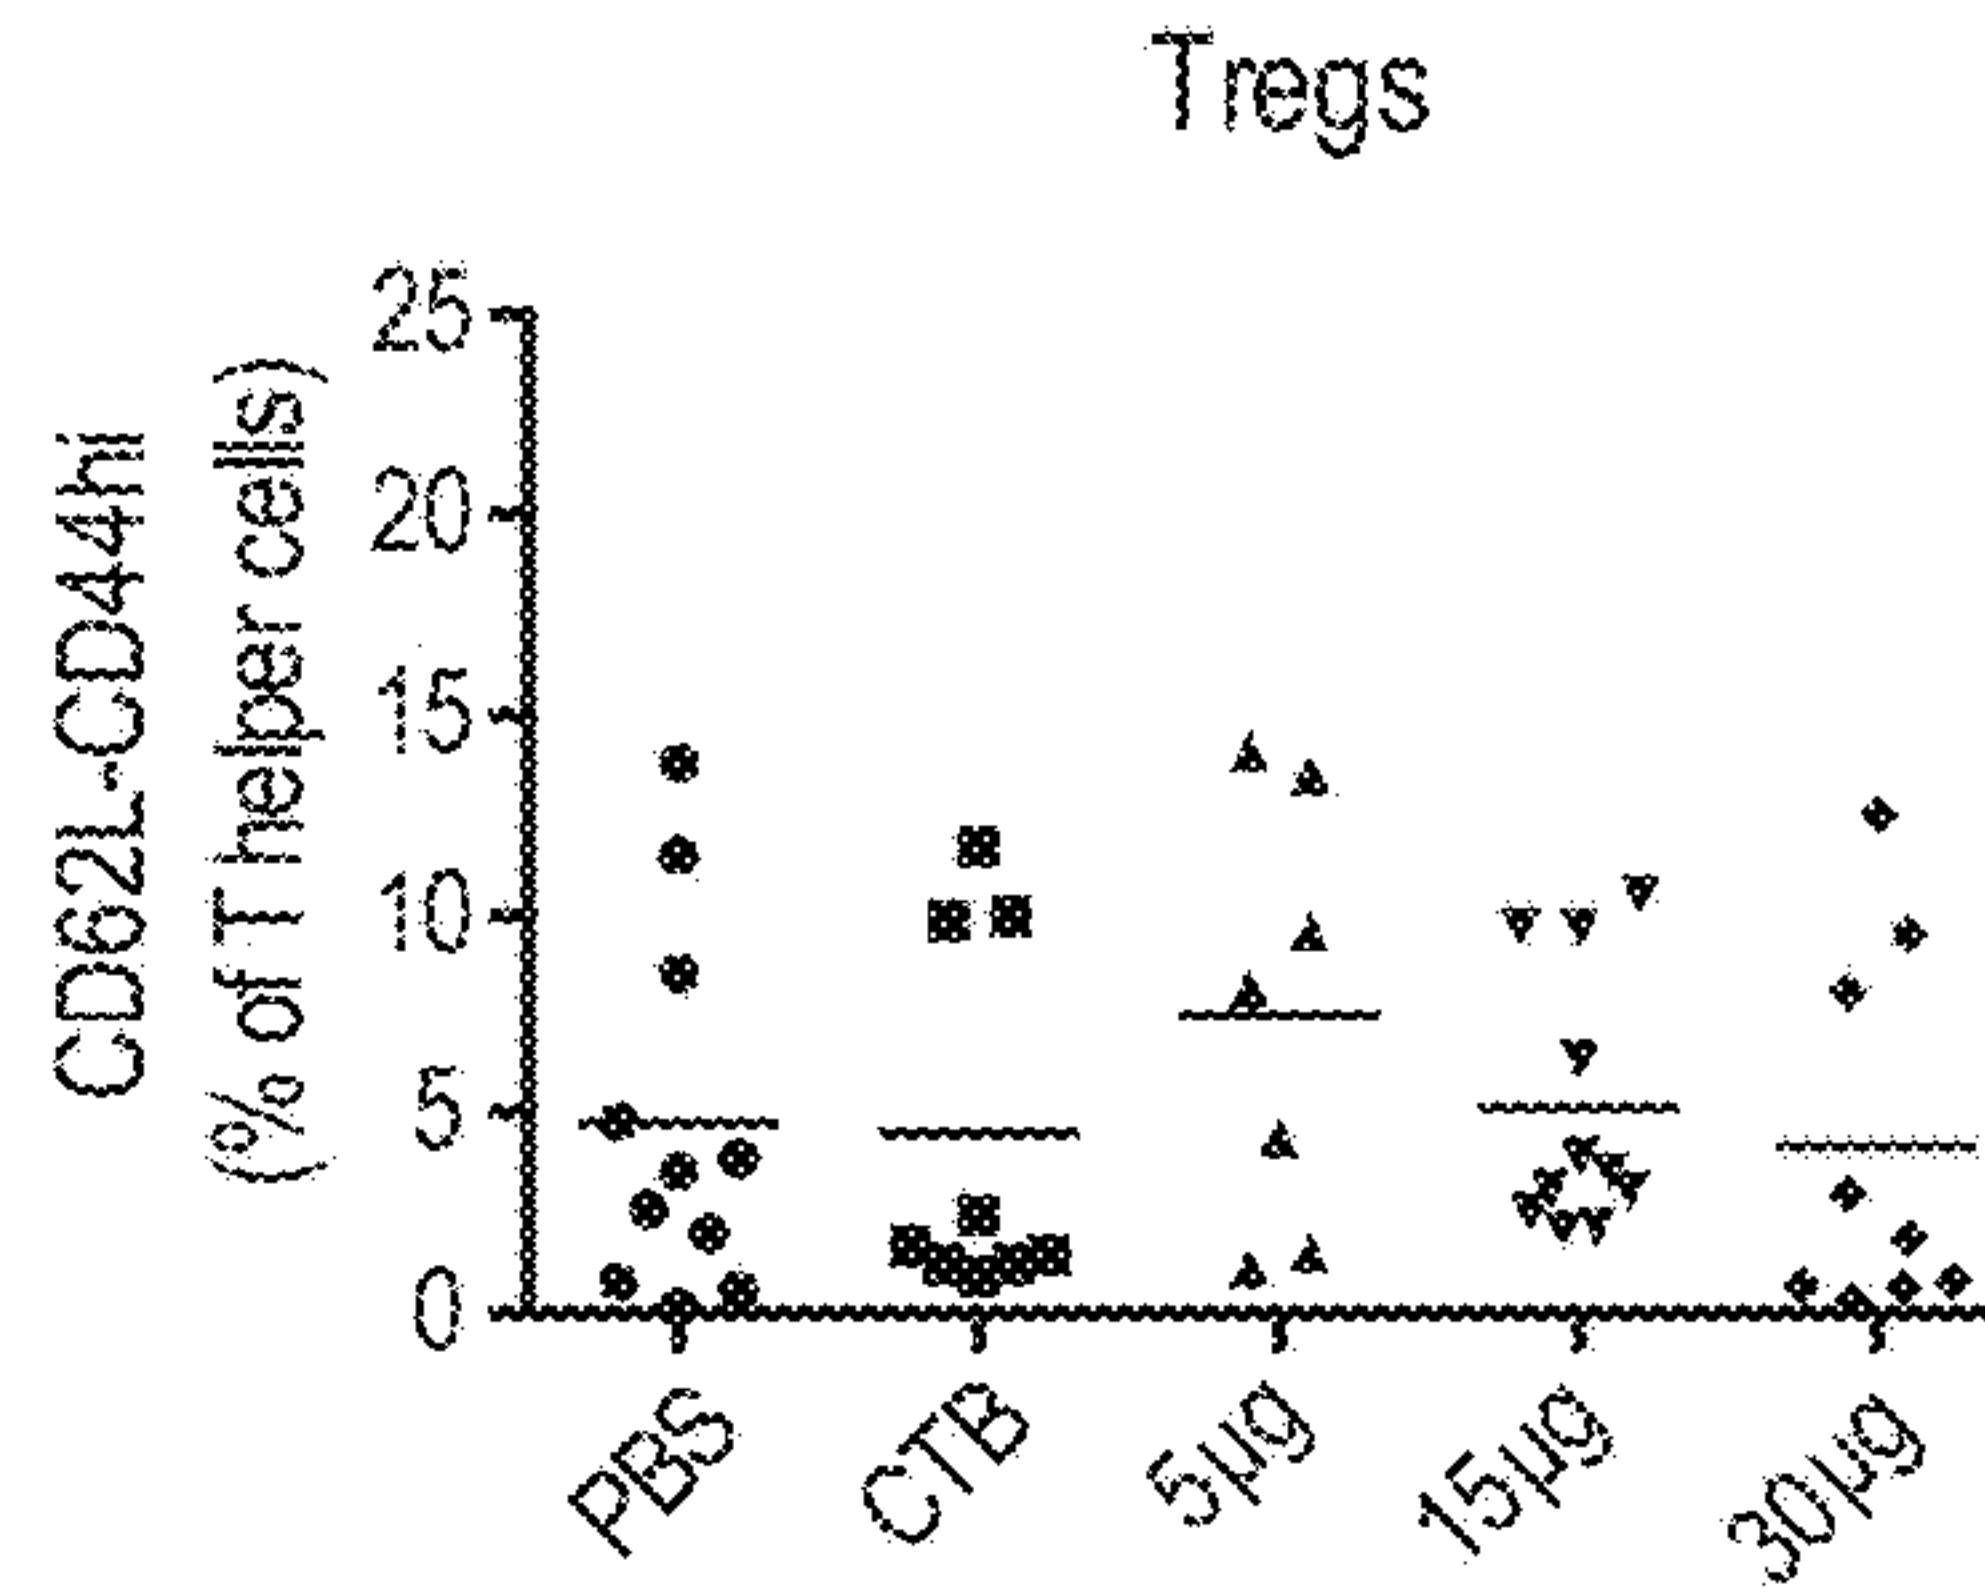 Tregs
CD62L-CD44hi
(% of T helper cells)
25
20
15
10
5
0
PBS
CTB
5µg
15µg
30µg